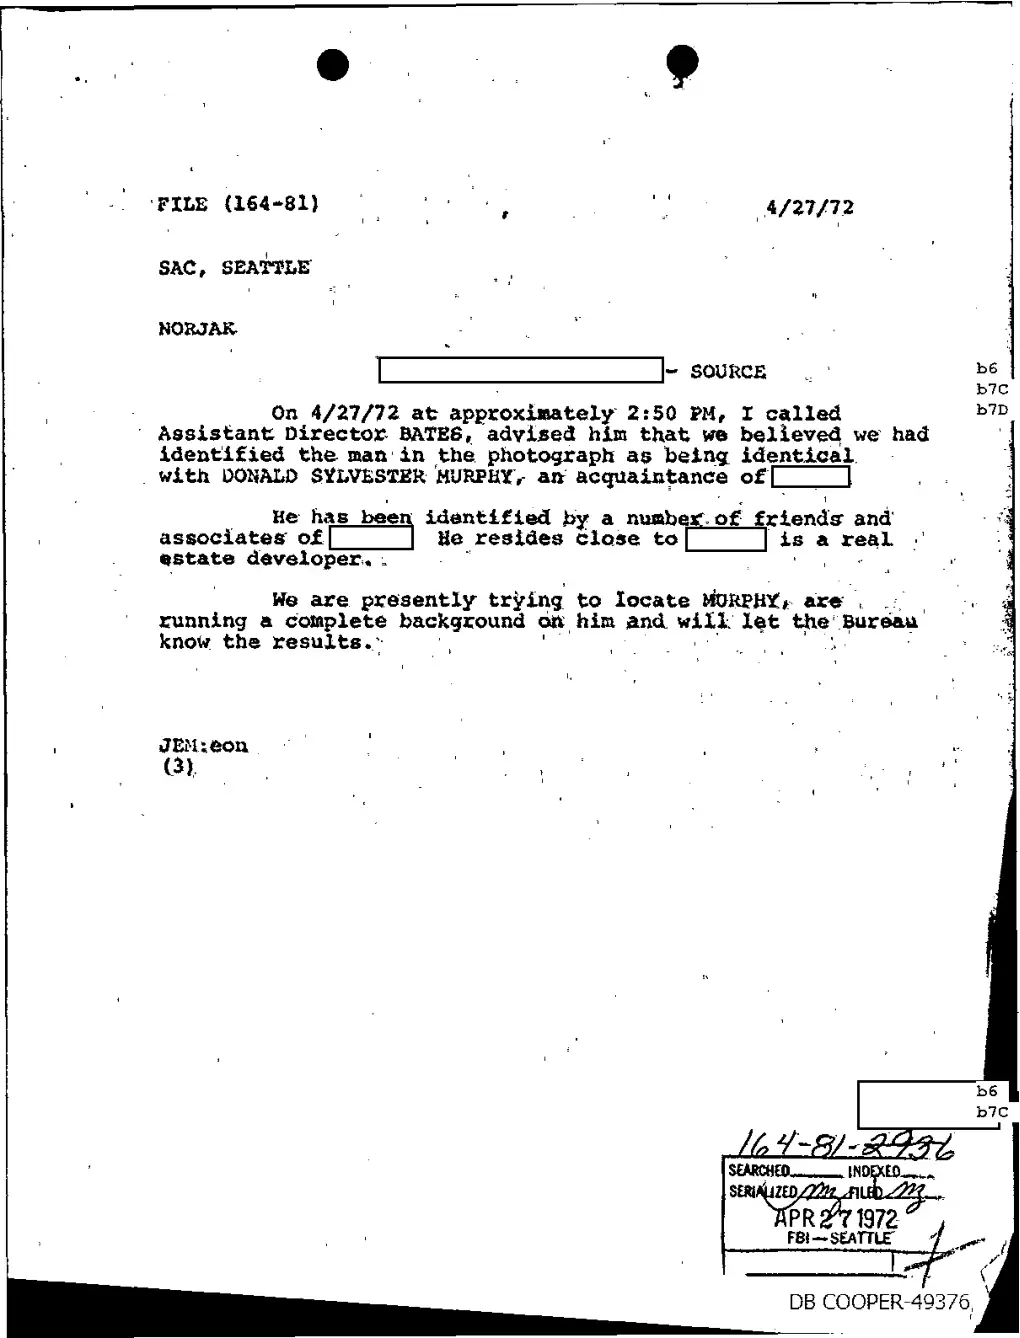 FILE (164-81) 4/27/72
SAC, SEATTLE
NORJAK
- SOURCE
b6
b7C
b7D
On 4/27/72 at approximately 2:50 PM, I called
Assistant Director BATES, advised him that we believed we had
identified the man in the photograph as being identical
with DONALD SYLVESTER MURPHY, an acquaintance of
He has been identified by a number of friends and
associates of He resides close to is a real
estate developer.
We are presently trying to locate MURPHY, are
running a complete background on him and will let the Bureau
know the results.
JEM:eon
(3)
b6
b7C
164-81-2936
SEARCHED INDEXED
SERIALIZED FILED
APR 27 1972
FBI — SEATTLE
DB COOPER-49376